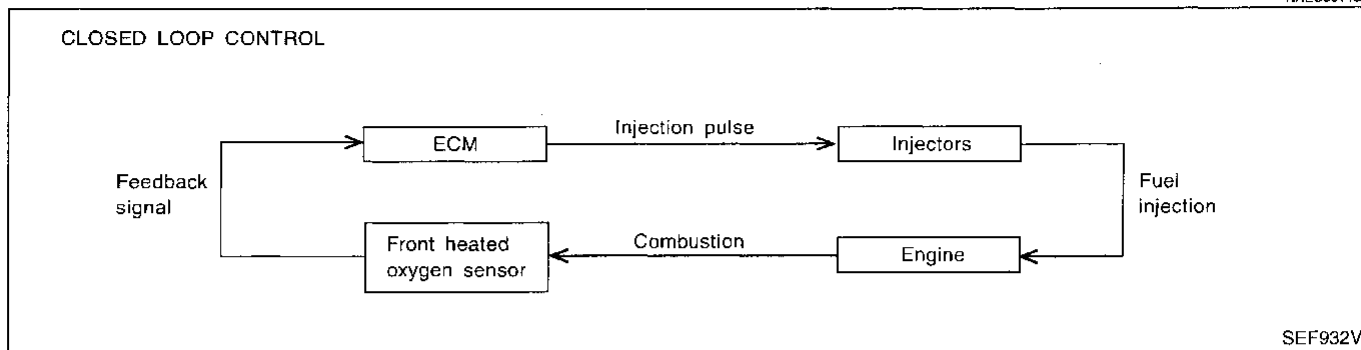 CLOSED LOOP CONTROL
ECM
Injection pulse
Injectors
Feedback
signal
Fuel
injection
Front heated
oxygen sensor
Combustion
Engine
SEF932V